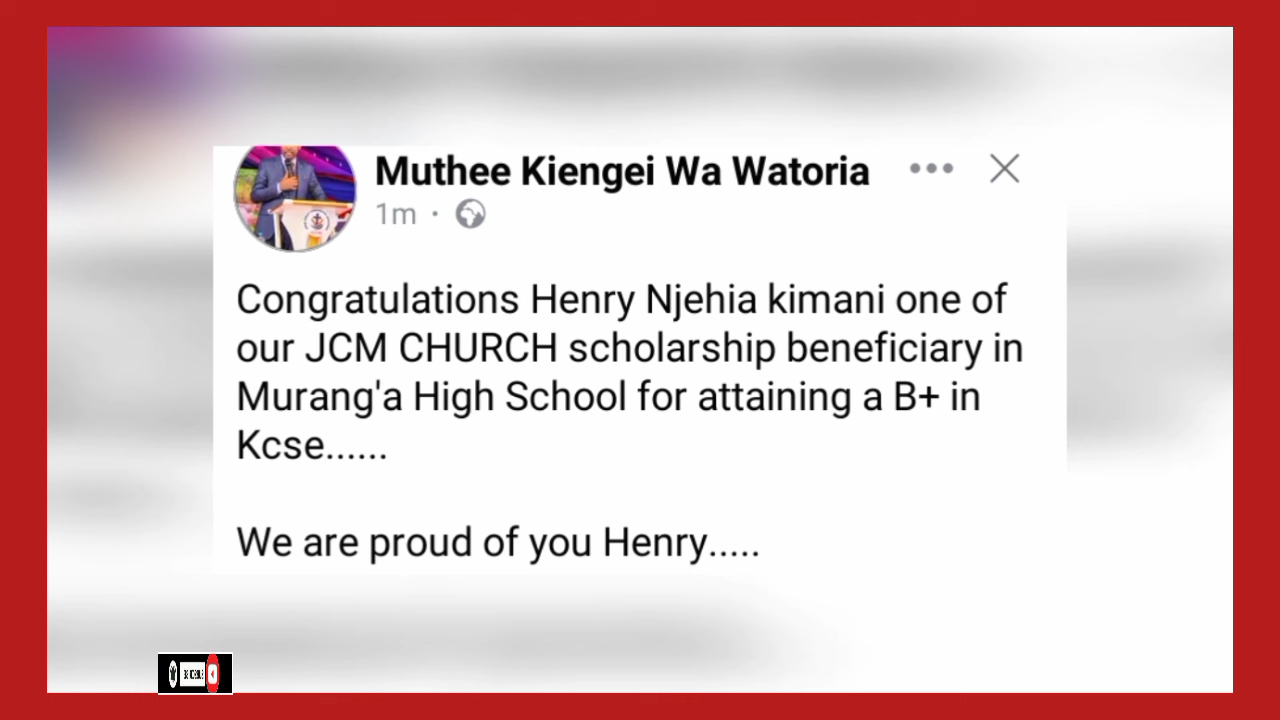 Muthee Kiengei Wa Watoria
1m ·
Congratulations Henry Njehia kimani one of
our JCM CHURCH scholarship beneficiary in
Murang'a High School for attaining a B+ in
Kcse......
We are proud of you Henry.....